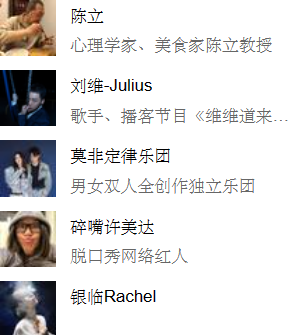 陈立
心理学家、美食家陈立教授
刘维-Julius
歌手、播客节目《维维道来...
莫非定律乐团
男女双人全创作独立乐团
碎嘴许美达
脱口秀网络红人
银临Rachel